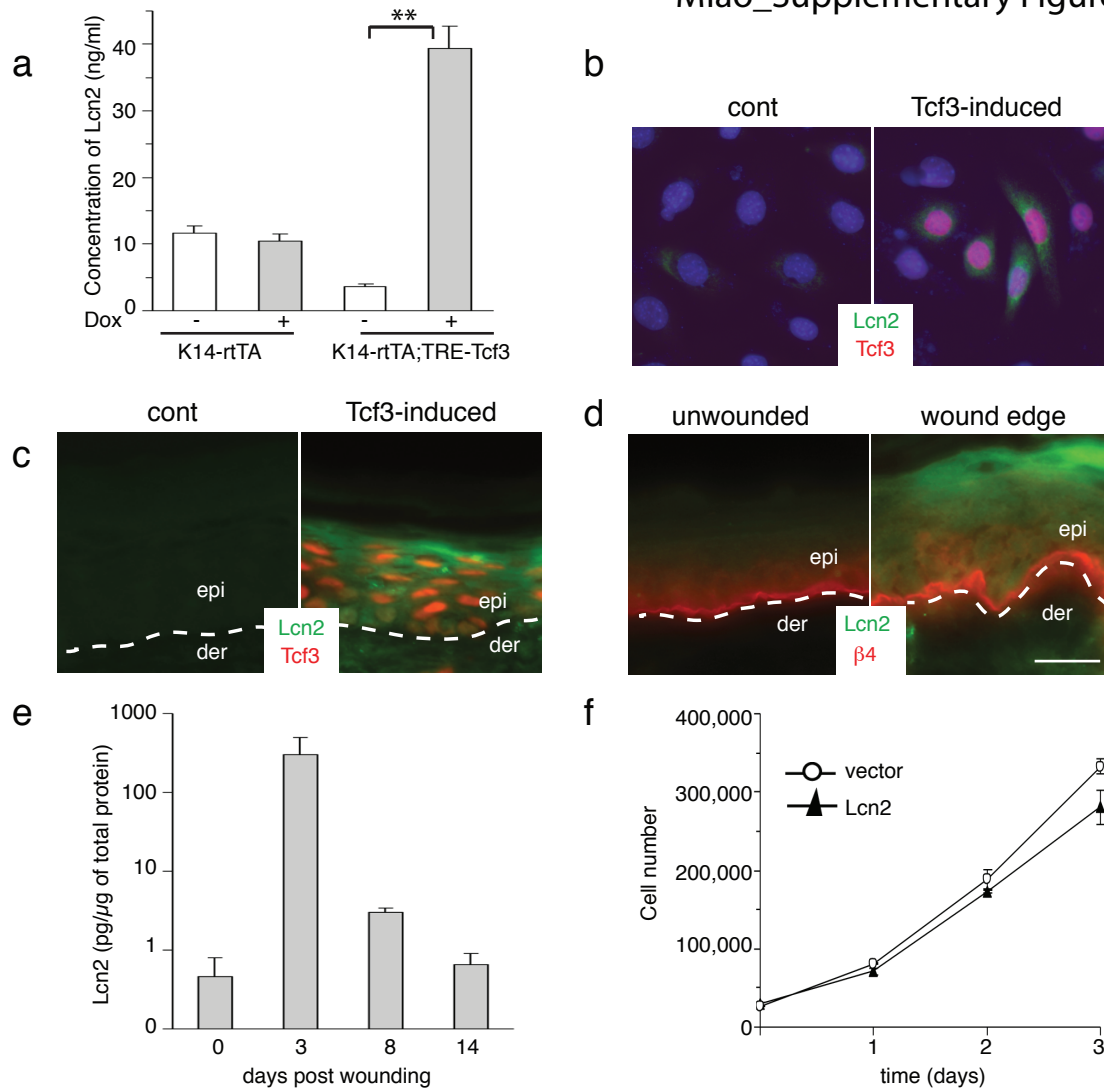 Miao_Supplementary Figure
a
Concentration of Lcn2 (ng/ml)
40
30
20
10
0
**
Dox
- + - +
K14-rtTA K14-rtTA;TRE-Tcf3
b
cont Tcf3-induced
Lcn2
Tcf3
c
cont Tcf3-induced
epi epi
der der
Lcn2
Tcf3
d
unwounded wound edge
epi epi
der der
Lcn2
β4
e
Lcn2 (pg/µg of total protein)
1000
100
10
1
0
0 3 8 14
days post wounding
f
Cell number
400,000
300,000
200,000
100,000
0
vector
Lcn2
1 2 3
time (days)